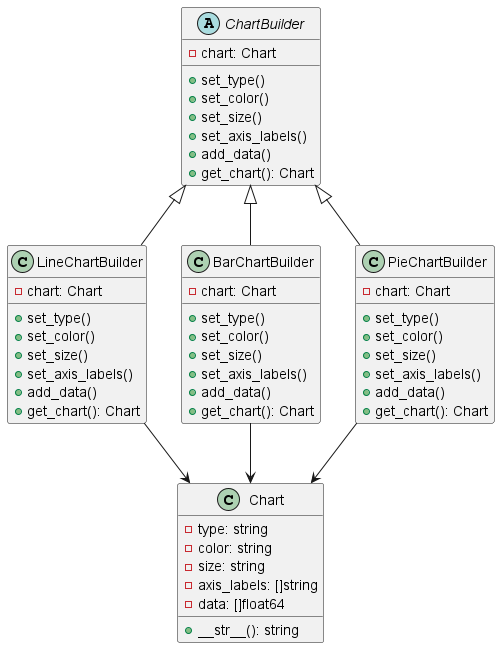 A ChartBuilder
chart: Chart
set_type()
set_color()
set_size()
set_axis_labels()
add_data()
get_chart(): Chart
C LineChartBuilder
chart: Chart
set_type()
set_color()
set_size()
set_axis_labels()
add_data()
get_chart(): Chart
C BarChartBuilder
chart: Chart
set_type()
set_color()
set_size()
set_axis_labels()
add_data()
get_chart(): Chart
C PieChartBuilder
chart: Chart
set_type()
set_color()
set_size()
set_axis_labels()
add_data()
get_chart(): Chart
C Chart
type: string
color: string
size: string
axis_labels: []string
data: []float64
__str__(): string